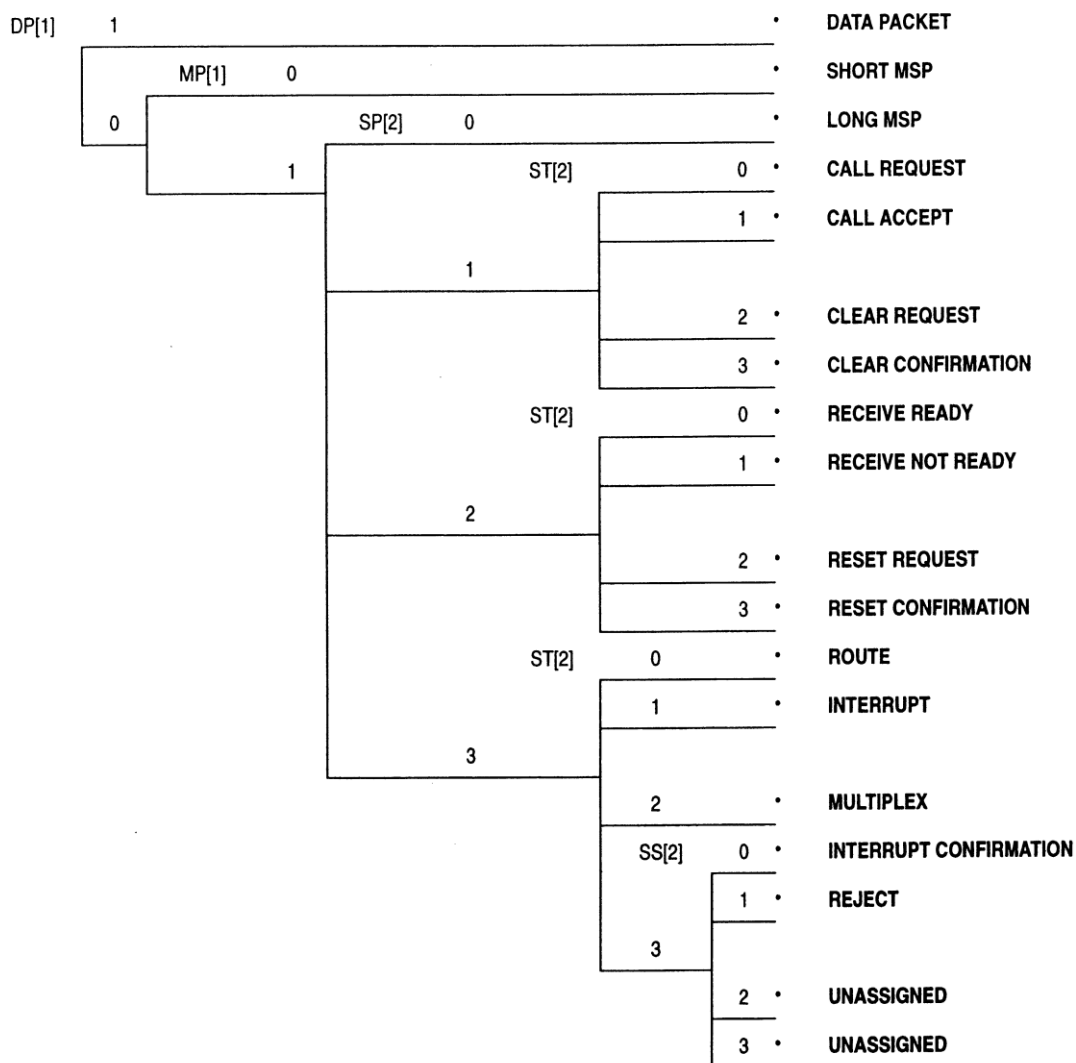 DP[1] 1 • DATA PACKET
MP[1] 0 • SHORT MSP
0 SP[2] 0 • LONG MSP
1 ST[2] 0 • CALL REQUEST
1 • CALL ACCEPT
1
2 • CLEAR REQUEST
3 • CLEAR CONFIRMATION
ST[2] 0 • RECEIVE READY
1 • RECEIVE NOT READY
2
2 • RESET REQUEST
3 • RESET CONFIRMATION
ST[2] 0 • ROUTE
1 • INTERRUPT
3
2 • MULTIPLEX
SS[2] 0 • INTERRUPT CONFIRMATION
1 • REJECT
3
2 • UNASSIGNED
3 • UNASSIGNED